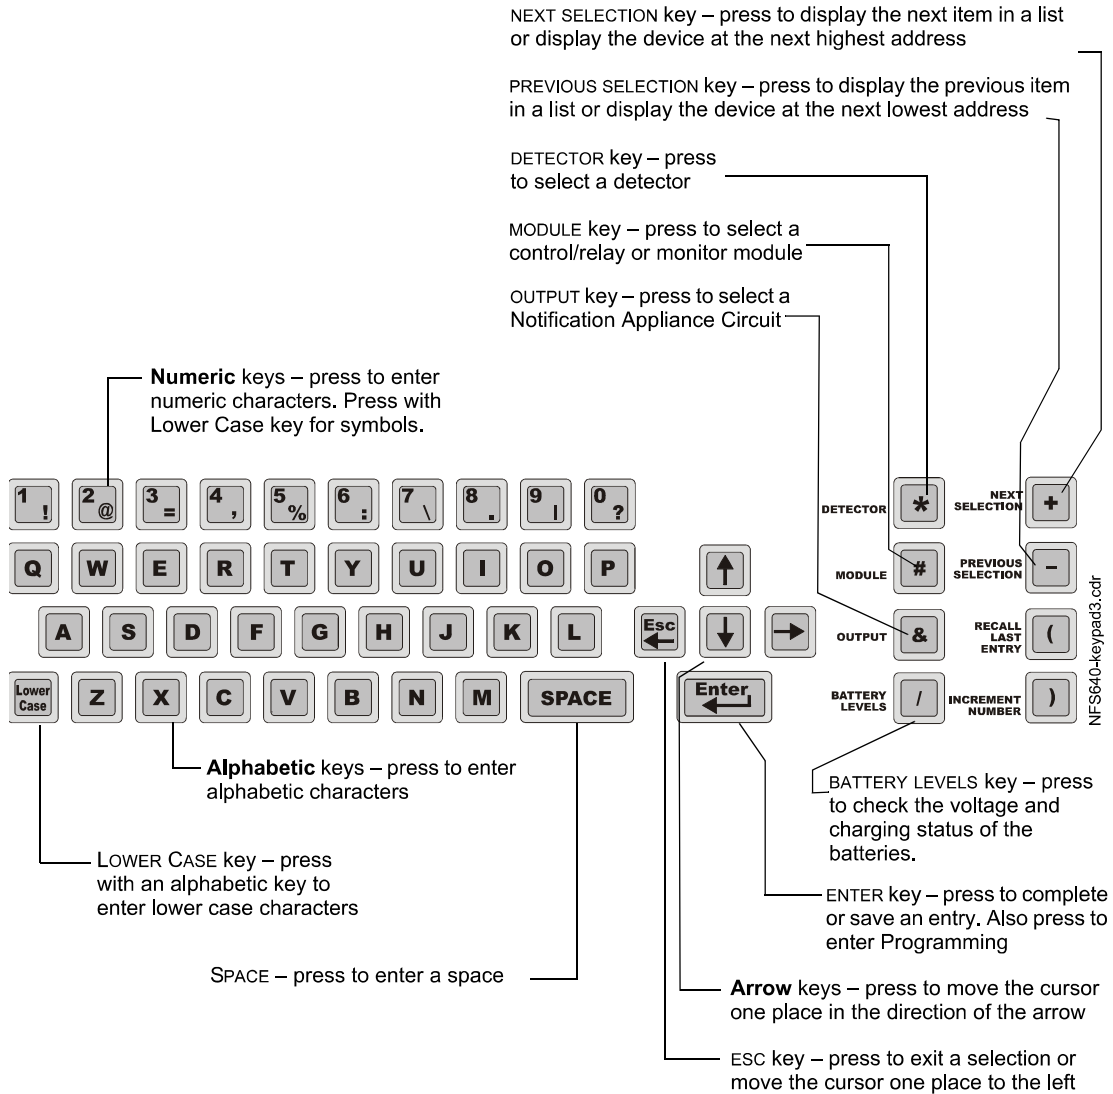 NEXT SELECTION key – press to display the next item in a list
or display the device at the next highest address
PREVIOUS SELECTION key – press to display the previous item
in a list or display the device at the next lowest address
DETECTOR key – press
to select a detector
MODULE key – press to select a
control/relay or monitor module
OUTPUT key – press to select a
Notification Appliance Circuit
Numeric keys – press to enter
numeric characters. Press with
Lower Case key for symbols.
1 ! 2 @ 3 = 4 , 5 % 6 : 7 \ 8 . 9 | 0 ?
DETECTOR * NEXT
SELECTION +
Q W E R T Y U I O P
↑
MODULE # PREVIOUS
SELECTION –
A S D F G H J K L
Esc
← ↓ →
OUTPUT & RECALL
LAST
ENTRY (
Lower
Case Z X C V B N M SPACE
Enter
BATTERY
LEVELS / INCREMENT
NUMBER )
NFS640-keypad3.cdr
Alphabetic keys – press to enter
alphabetic characters
BATTERY LEVELS key – press
to check the voltage and
charging status of the
batteries.
LOWER CASE key – press
with an alphabetic key to
enter lower case characters
ENTER key – press to complete
or save an entry. Also press to
enter Programming
SPACE – press to enter a space
Arrow keys – press to move the cursor
one place in the direction of the arrow
ESC key – press to exit a selection or
move the cursor one place to the left